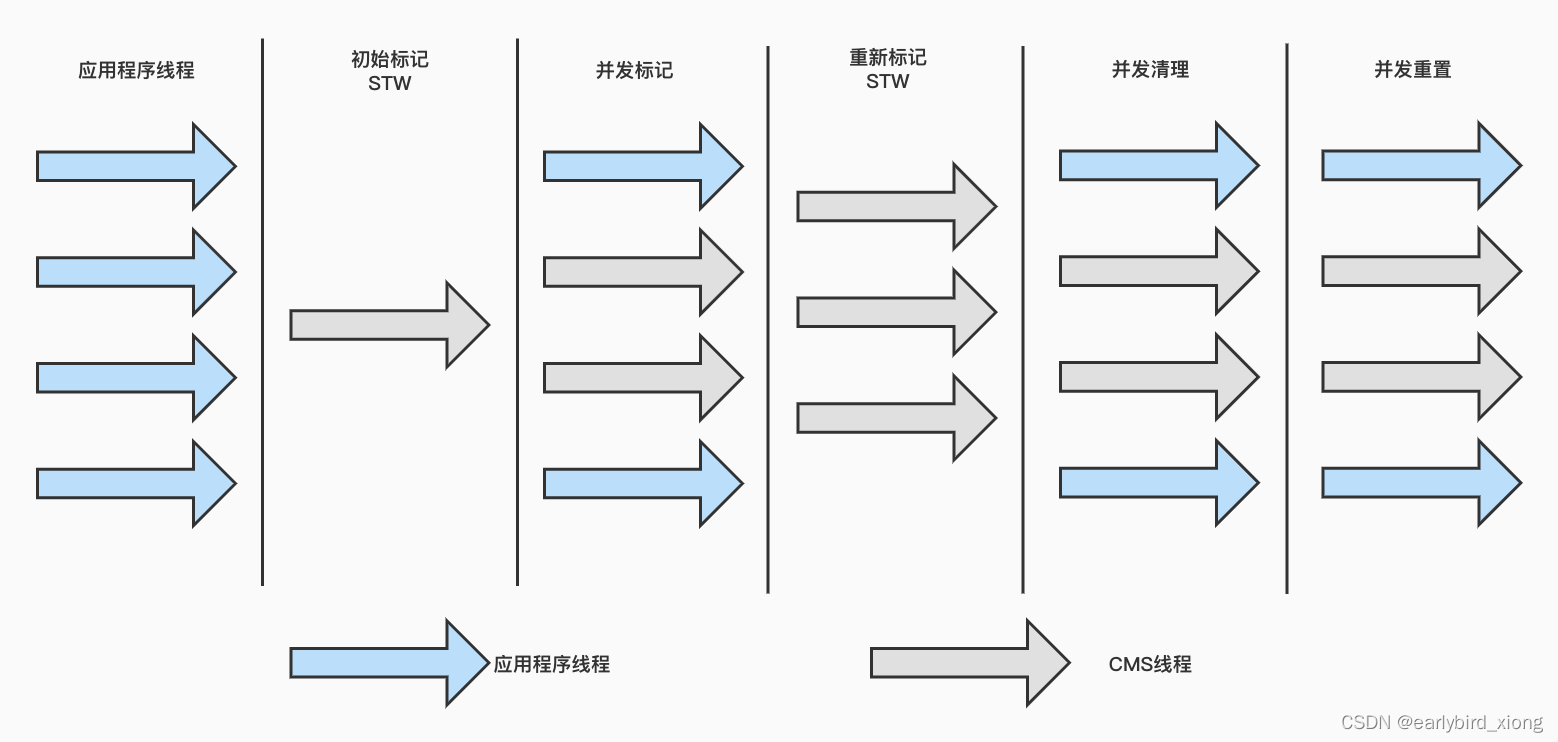 应用程序线程
初始标记
STW
并发标记
重新标记
STW
并发清理
并发重置
应用程序线程
CMS线程
CSDN @earlybird_xiong